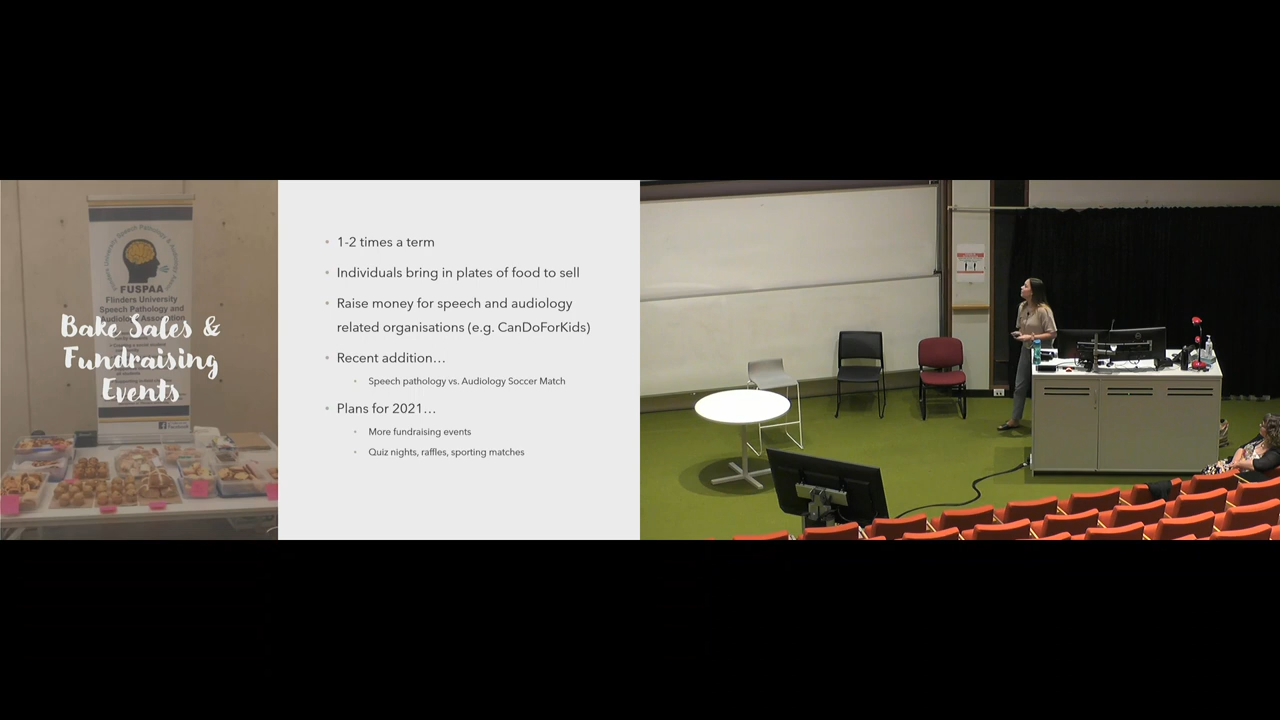 FUSPAA
Flinders University
Speech Pathology and
Audiology Association
Bake Sales &
Fundraising
Events
• 1-2 times a term
• Individuals bring in plates of food to sell
• Raise money for speech and audiology
related organisations (e.g. CanDoForKids)
• Recent addition…
• Speech pathology vs. Audiology Soccer Match
• Plans for 2021…
• More fundraising events
• Quiz nights, raffles, sporting matches